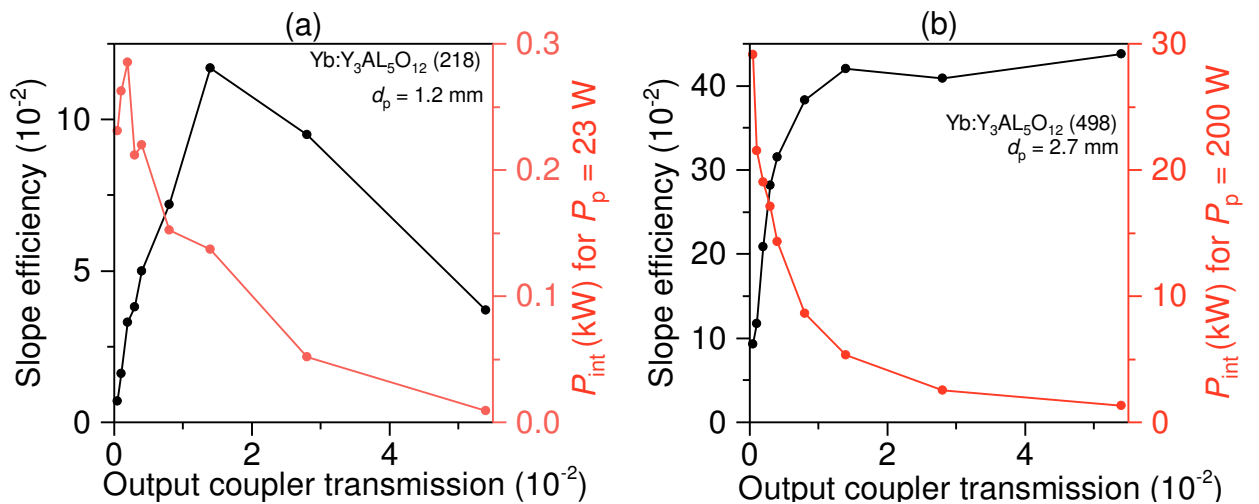 (a)
Slope efficiency (10⁻²)
10
5
0
Yb:Y₃AL₅O₁₂ (218)
dₚ = 1.2 mm
0.3
0.2
0.1
0.0
P_int (kW) for Pₚ = 23 W
0 2 4
Output coupler transmission (10⁻²)
(b)
Slope efficiency (10⁻²)
40
30
20
10
0
Yb:Y₃AL₅O₁₂ (498)
dₚ = 2.7 mm
30
20
10
0
P_int (kW) for Pₚ = 200 W
0 2 4
Output coupler transmission (10⁻²)